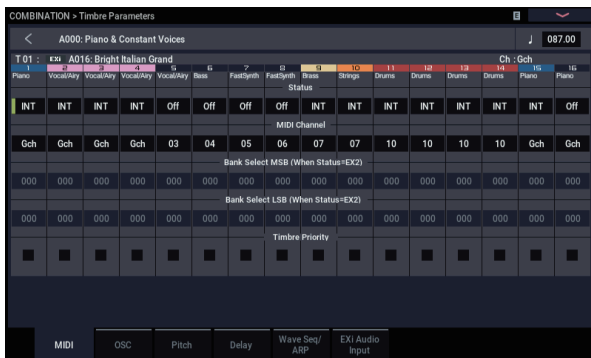 COMBINATION > Timbre Parameters E
A000: Piano & Constant Voices ♩ 087.00
T 01 : EXi A016: Bright Italian Grand Ch : Gch
1 2 3 4 5 6 7 8 9 10 11 12 13 14 15 16
Piano Vocal/Airy Vocal/Airy Vocal/Airy Vocal/Airy Bass FastSynth FastSynth Brass Strings Drums Drums Drums Drums Piano Piano
Status
INT INT INT INT Off Off Off Off INT INT INT INT INT INT INT Off
MIDI Channel
Gch Gch Gch Gch 03 04 05 06 07 07 10 10 10 10 Gch Gch
Bank Select MSB (When Status=EX2)
000 000 000 000 000 000 000 000 000 000 000 000 000 000 000 000
Bank Select LSB (When Status=EX2)
000 000 000 000 000 000 000 000 000 000 000 000 000 000 000 000
Timbre Priority
MIDI OSC Pitch Delay Wave Seq/ EXi Audio
ARP Input